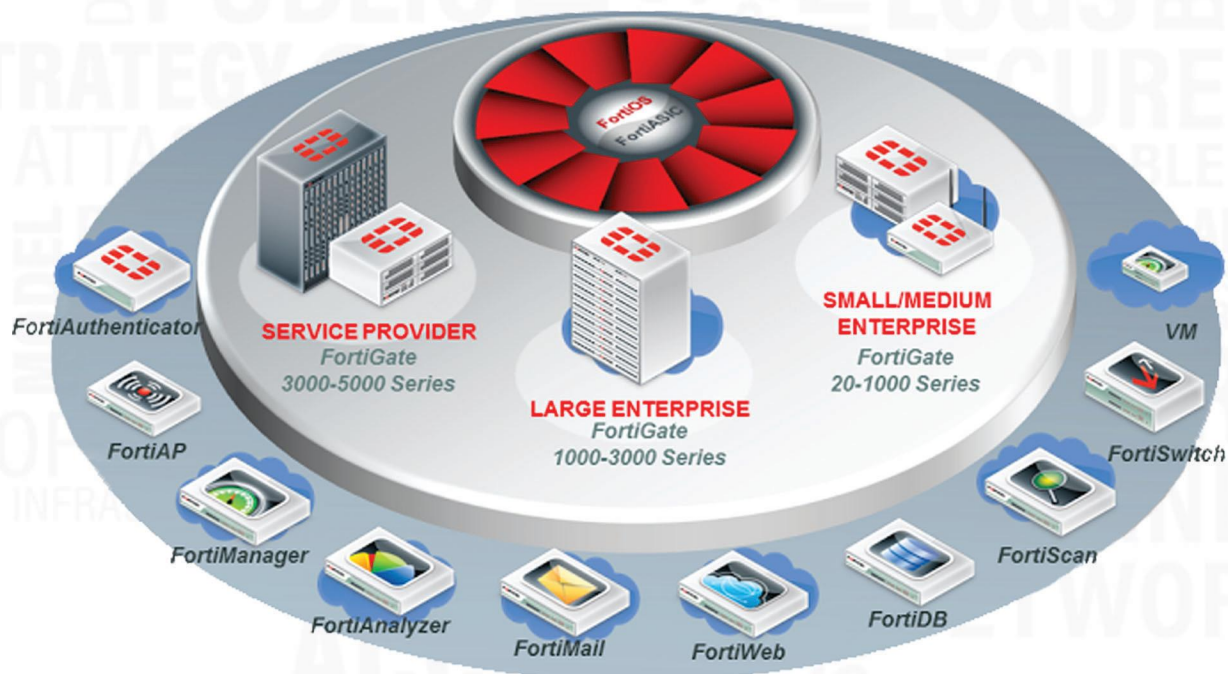 STRATEGY
LOGS
SECURE
FortiOS
FortiASIC
SERVICE PROVIDER
FortiGate
3000-5000 Series
LARGE ENTERPRISE
FortiGate
1000-3000 Series
SMALL/MEDIUM
ENTERPRISE
FortiGate
20-1000 Series
FortiAuthenticator
FortiAP
FortiManager
FortiAnalyzer
FortiMail
FortiWeb
FortiDB
FortiScan
FortiSwitch
VM